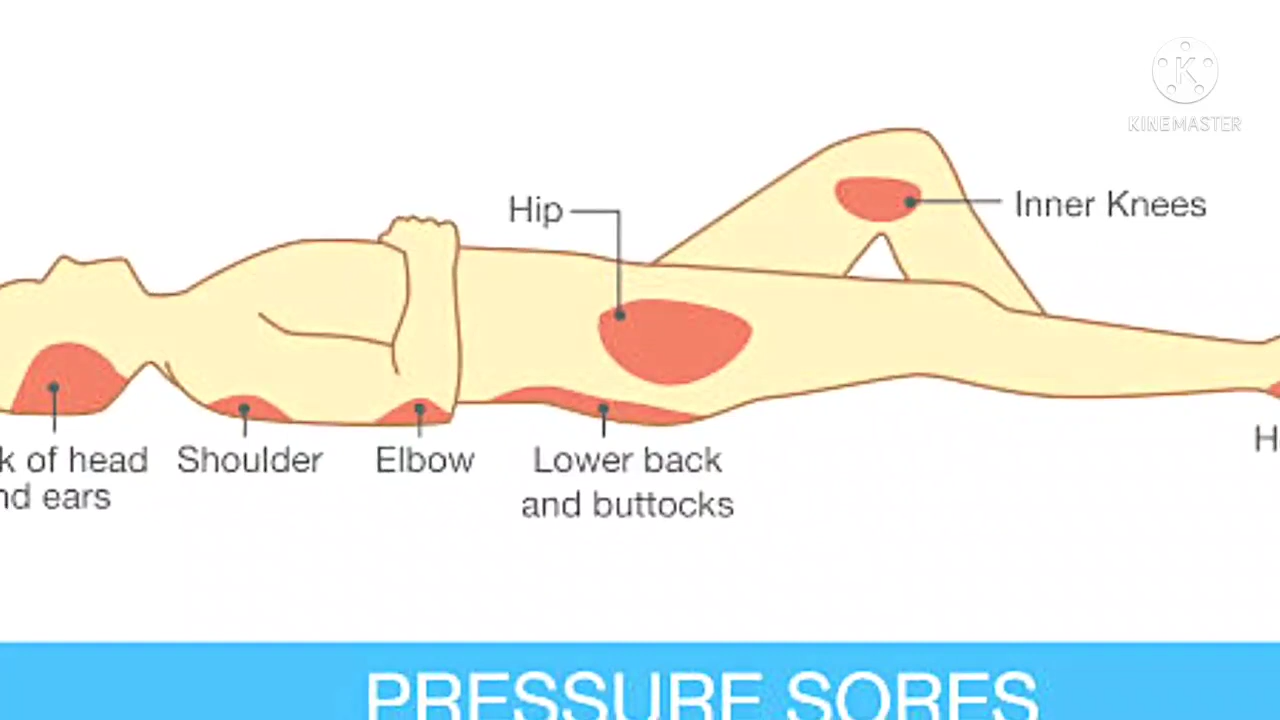 K
KINEMASTER
Hip
Inner Knees
k of head
nd ears
Shoulder
Elbow
Lower back
and buttocks
H
PRESSURE SORES